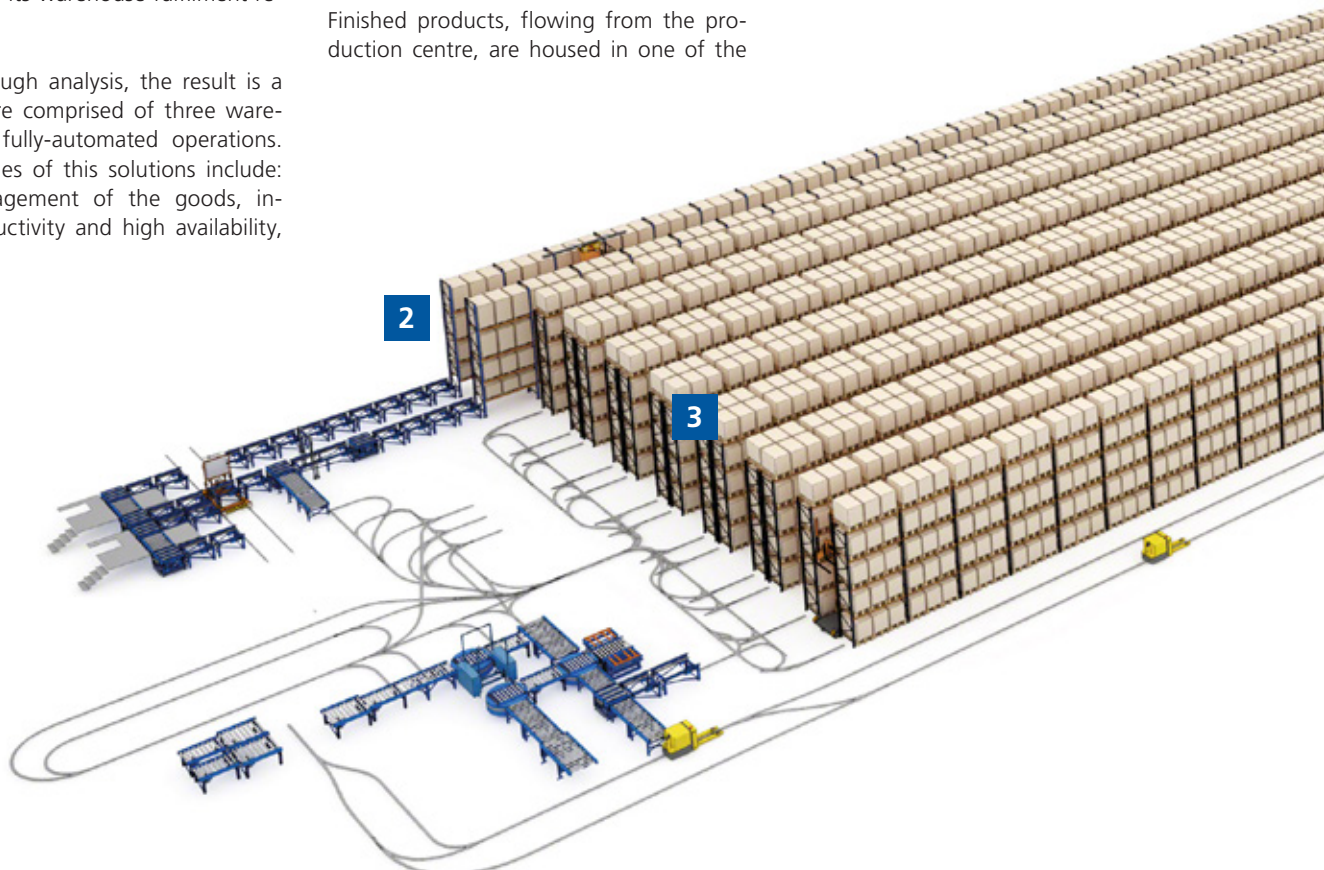 ugh analysis, the result is a
re comprised of three ware-
fully-automated operations.
es of this solutions include:
agement of the goods, in-
uctivity and high availability,
Finished products, flowing from the pro-
duction centre, are housed in one of the
2
3